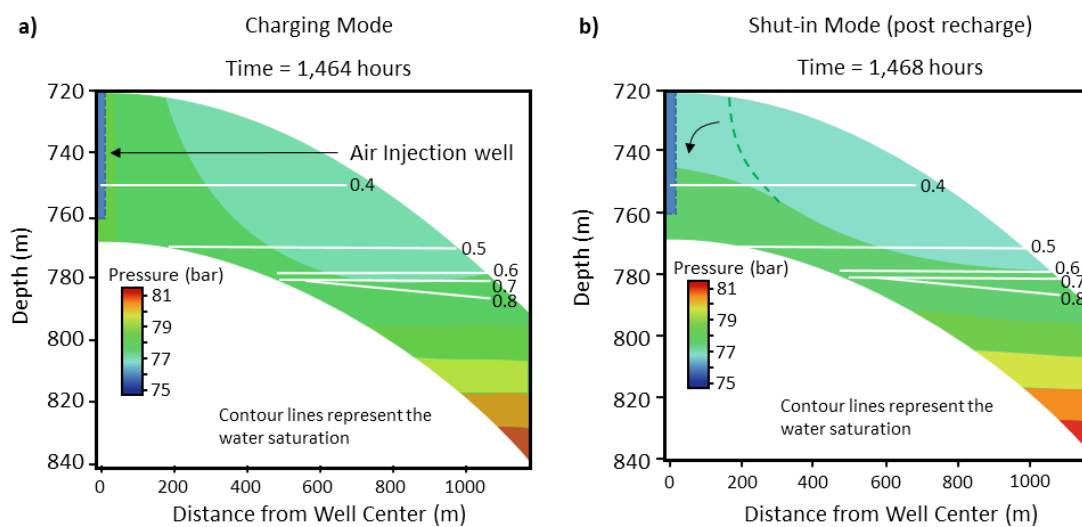 a)
Charging Mode
Time = 1,464 hours
720
740
760
780
800
820
840
Depth (m)
Air Injection well
0.4
0.5
0.6
0.7
0.8
Pressure (bar)
81
79
77
75
Contour lines represent the
water saturation
0
200
400
600
800
1000
Distance from Well Center (m)
b)
Shut-in Mode (post recharge)
Time = 1,468 hours
720
740
760
780
800
820
840
Depth (m)
0.4
0.5
0.6
0.7
0.8
Pressure (bar)
81
79
77
75
Contour lines represent the
water saturation
0
200
400
600
800
1000
Distance from Well Center (m)